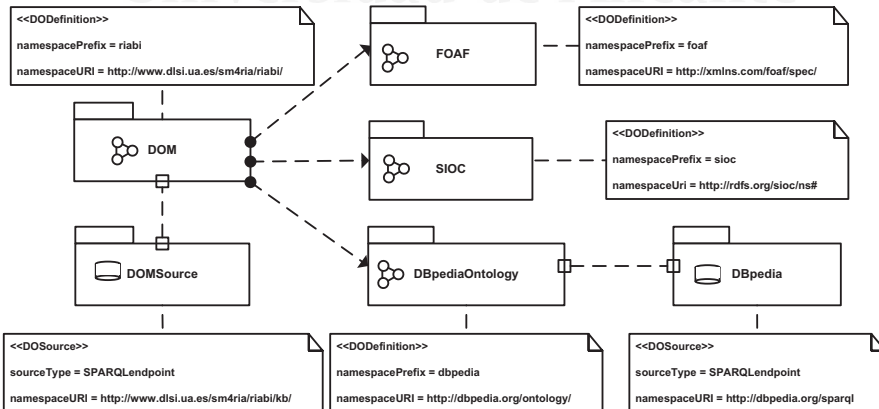 <<DODefinition>>
namespacePrefix = riabi
namespaceURI = http://www.dlsi.ua.es/sm4ria/riabi/
FOAF
<<DODefinition>>
namespacePrefix = foaf
namespaceURI = http://xmlns.com/foaf/spec/
DOM
SIOC
<<DODefinition>>
namespacePrefix = sioc
namespaceUri = http://rdfs.org/sioc/ns#
DOMSource
DBpediaOntology
DBpedia
<<DOSource>>
sourceType = SPARQLendpoint
namespaceURI = http://www.dlsi.ua.es/sm4ria/riabi/kb/
<<DODefinition>>
namespacePrefix = dbpedia
namespaceURI = http://dbpedia.org/ontology/
<<DOSource>>
sourceType = SPARQLendpoint
namespaceURI = http://dbpedia.org/sparql